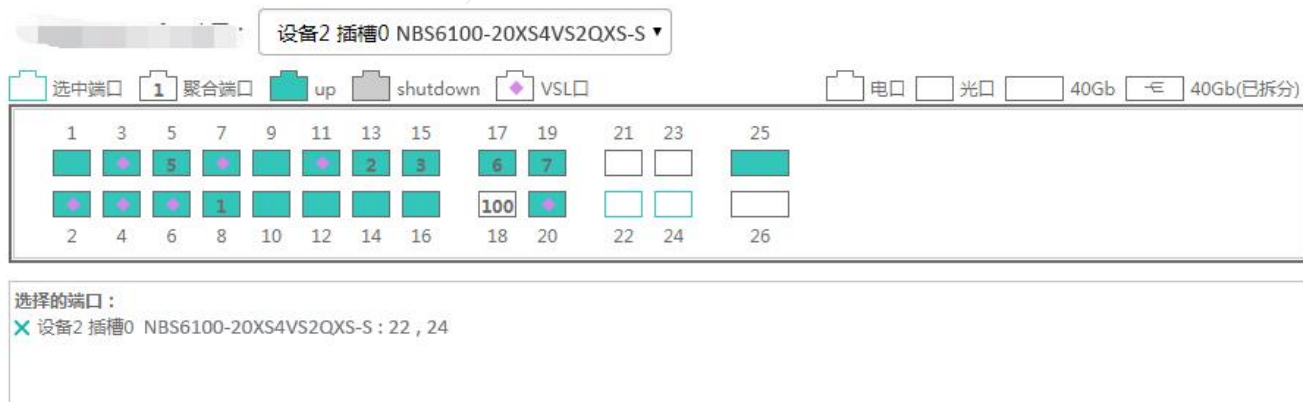 设备2 插槽0 NBS6100-20XS4VS2QXS-S
选中端口 1 聚合端口 up shutdown VSL口 电口 光口 40Gb 40Gb(已拆分)
1 3 5 7 9 11 13 15 17 19 21 23 25
5 2 3 6 7
1 100
2 4 6 8 10 12 14 16 18 20 22 24 26
选择的端口：
设备2 插槽0 NBS6100-20XS4VS2QXS-S : 22 , 24